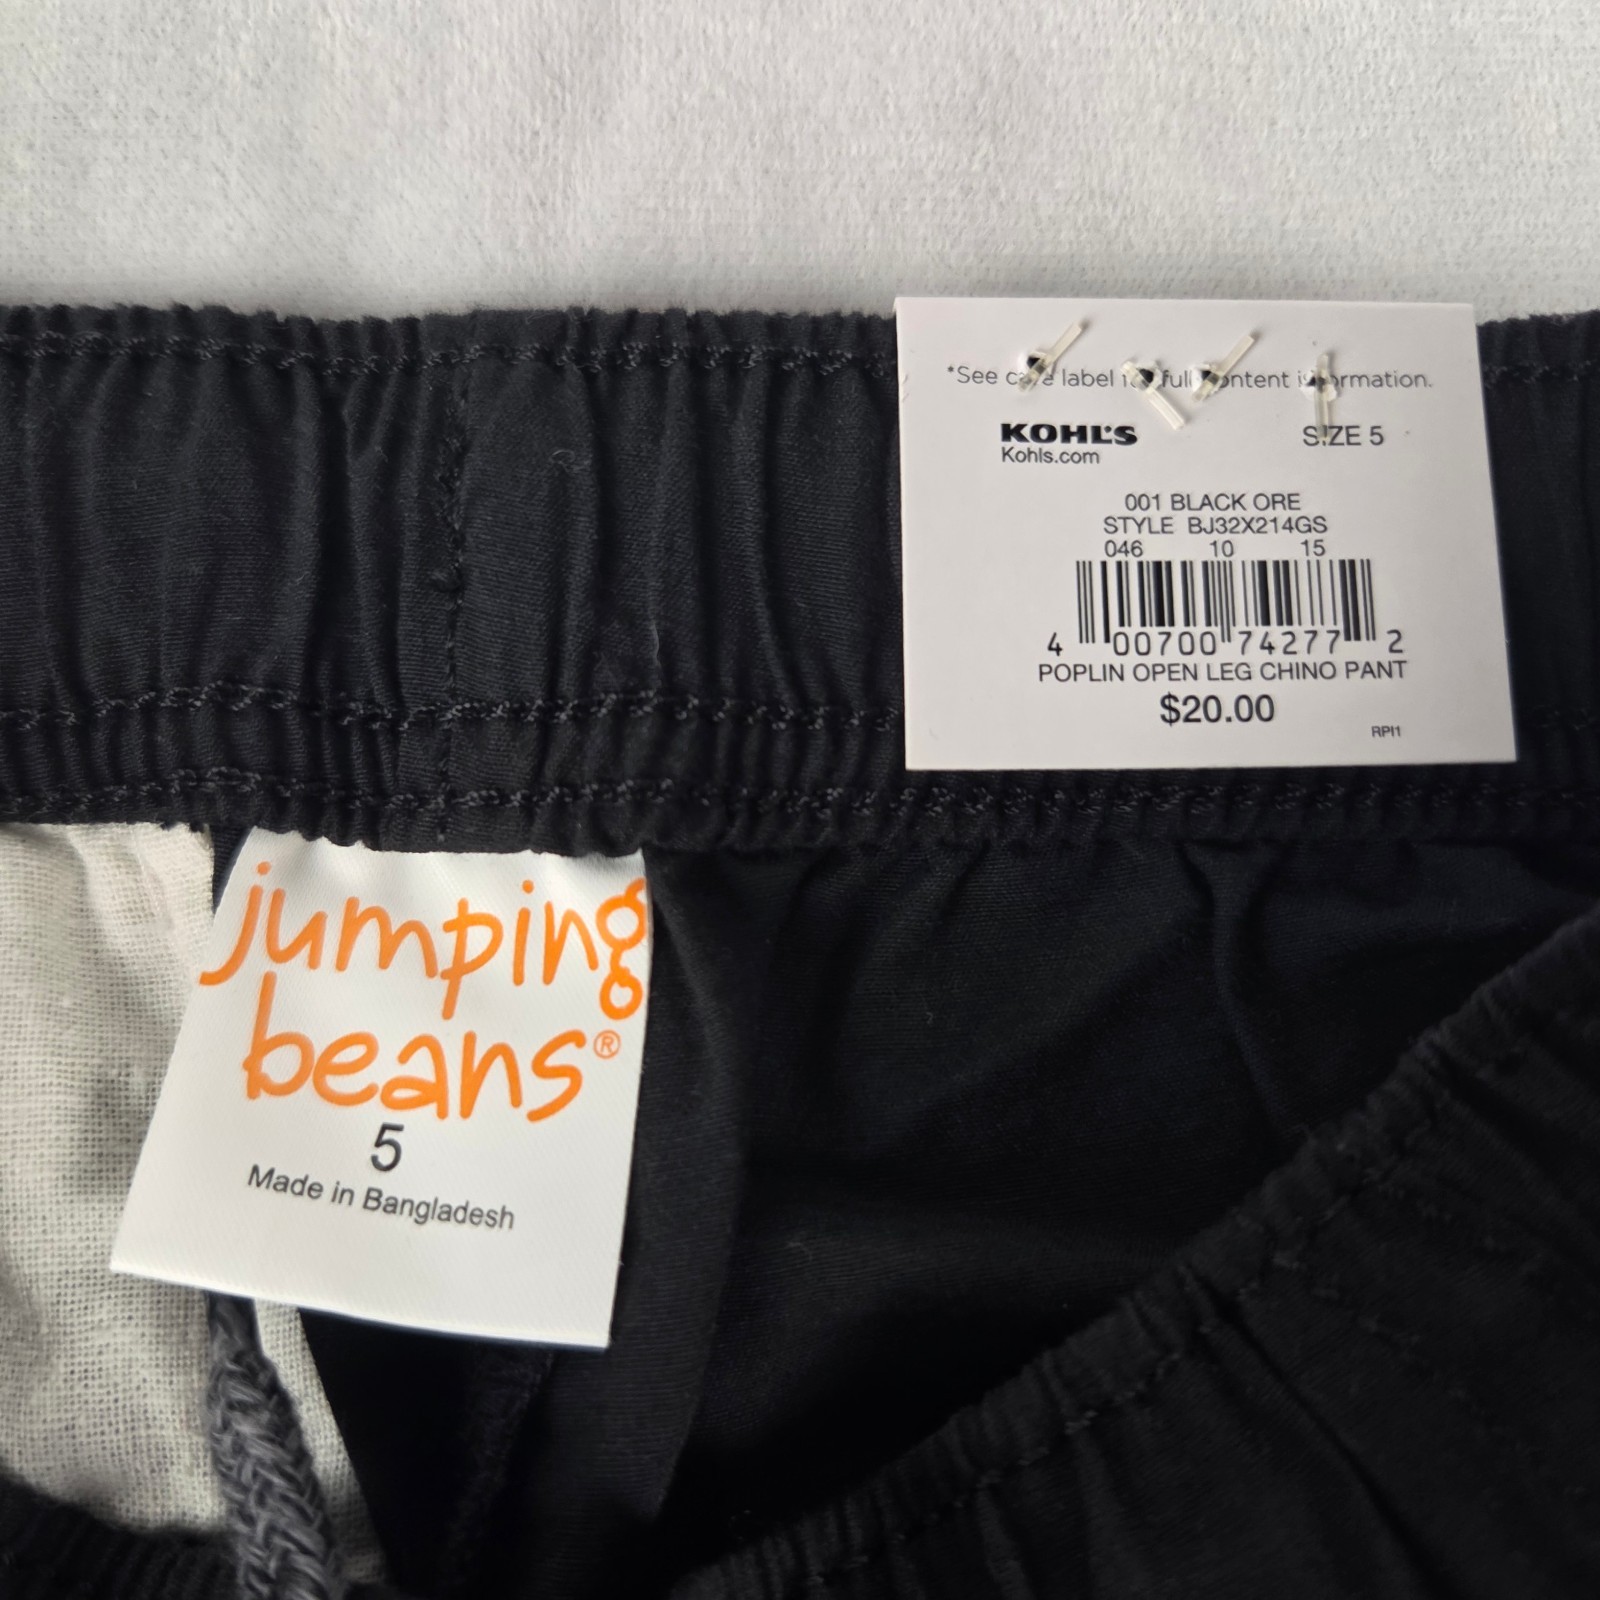 *See care label for full content information.
KOHL'S
Kohls.com
SIZE 5
001 BLACK ORE
STYLE BJ32X214GS
046 10 15
4 00700 74277 2
POPLIN OPEN LEG CHINO PANT
$20.00
RPI1
jumping
beans®
5
Made in Bangladesh